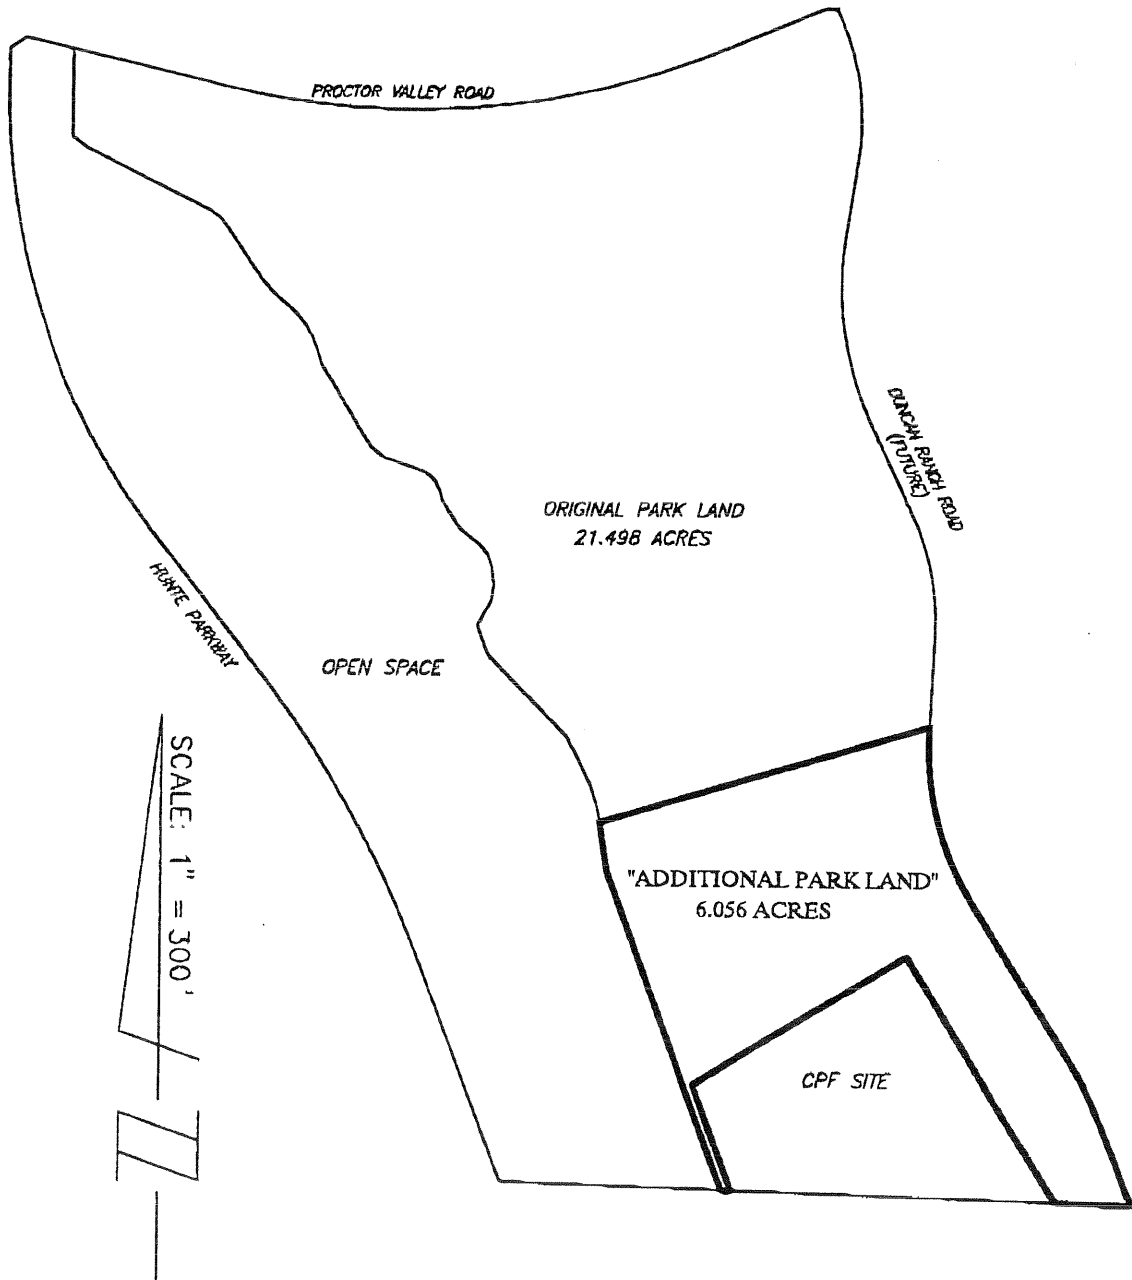 PROCTOR VALLEY ROAD
DUNCAN RANCH ROAD
(FUTURE)
ORIGINAL PARK LAND
21.498 ACRES
HUNTE PARKWAY
OPEN SPACE
SCALE: 1" = 300'
"ADDITIONAL PARK LAND"
6.056 ACRES
CPF SITE